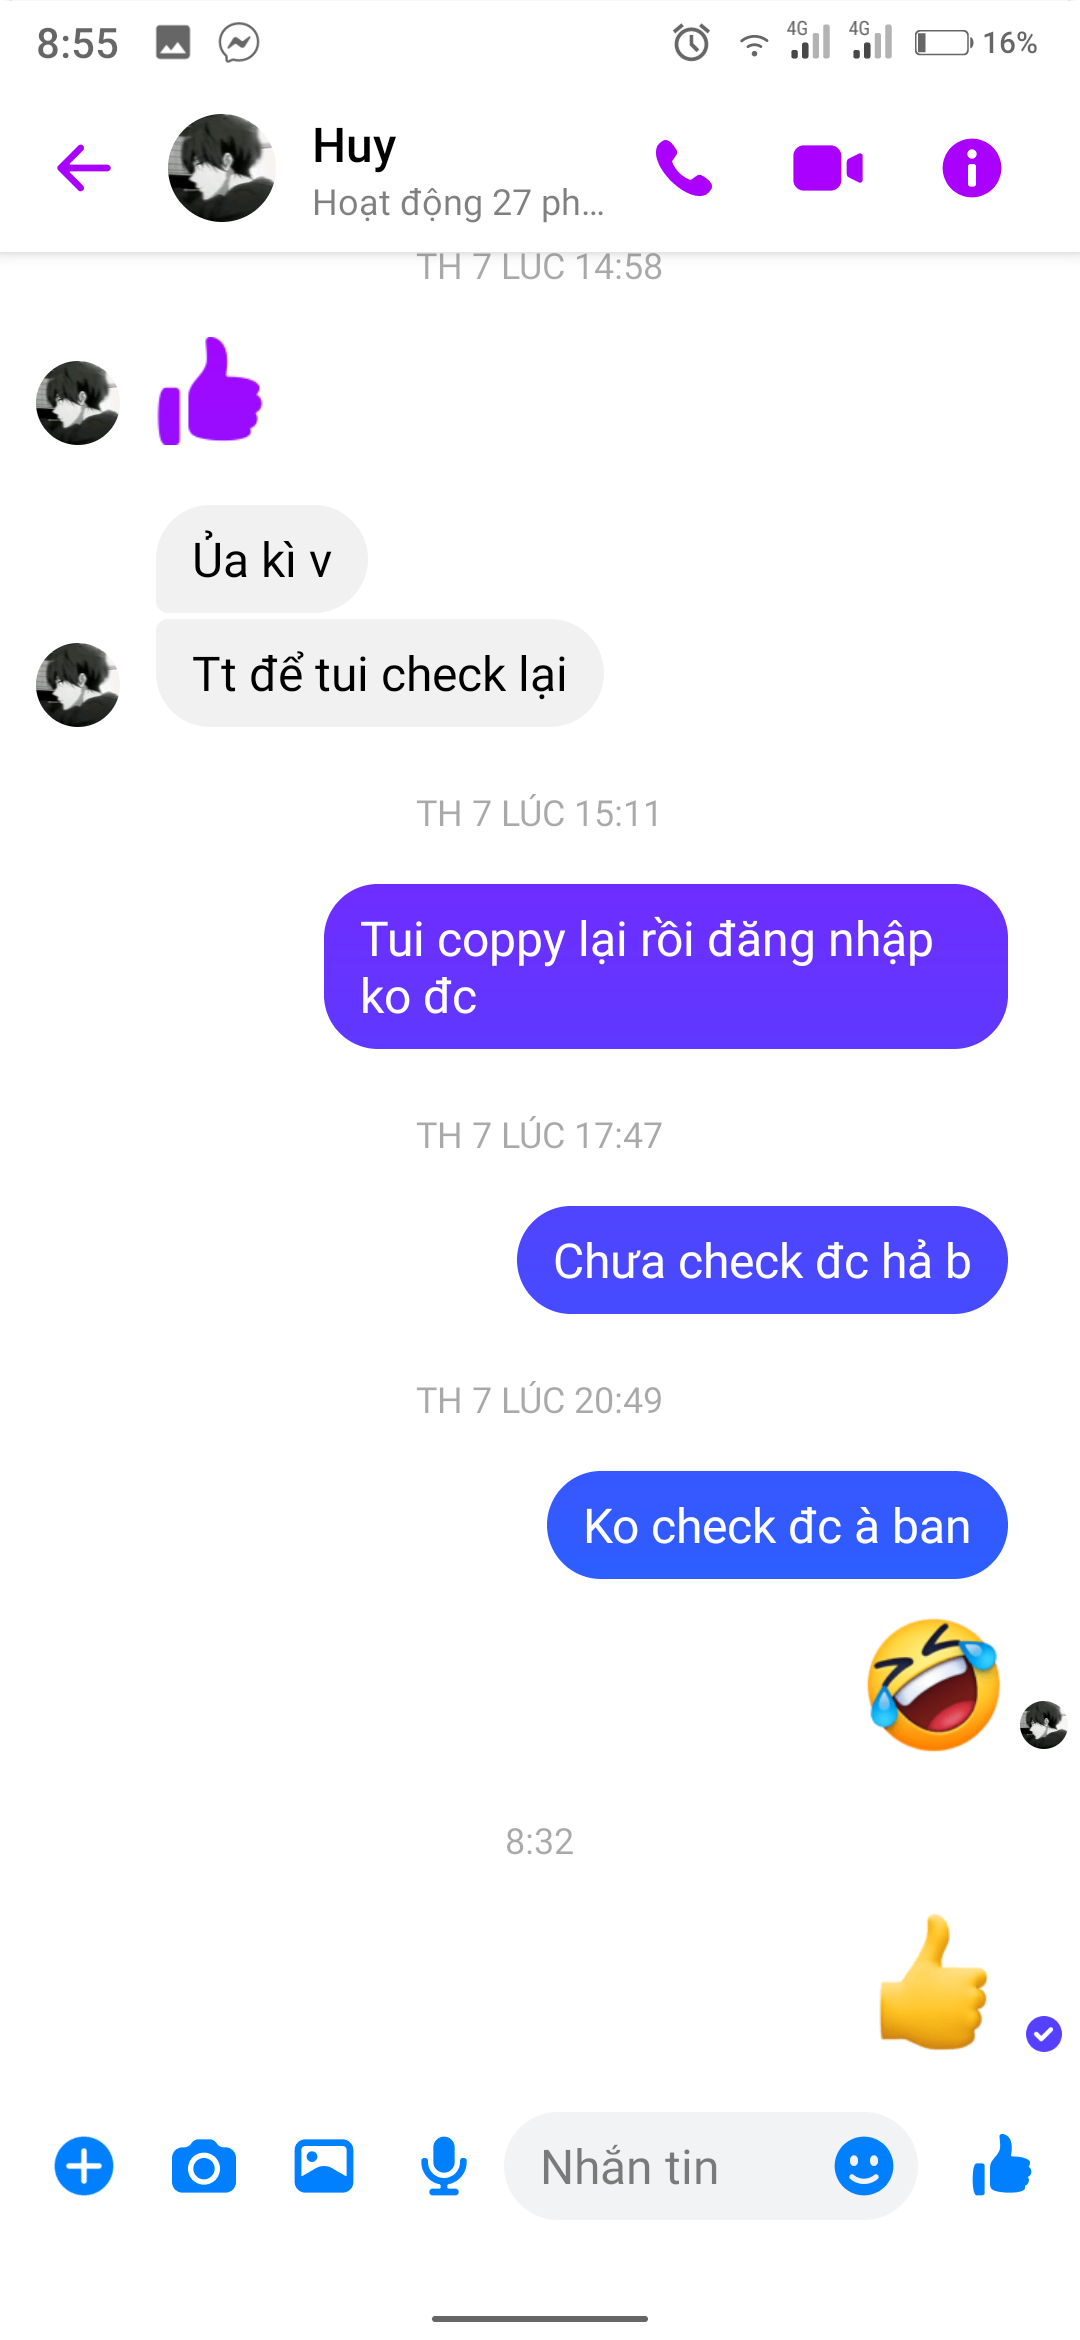 8:55
4G
4G
16%
Huy
Hoạt động 27 ph...
TH 7 LÚC 14:58
Ủa kì v
Tt để tui check lại
TH 7 LÚC 15:11
Tui coppy lại rồi đăng nhập
ko đc
TH 7 LÚC 17:47
Chưa check đc hả b
TH 7 LÚC 20:49
Ko check đc à ban
8:32
Nhắn tin